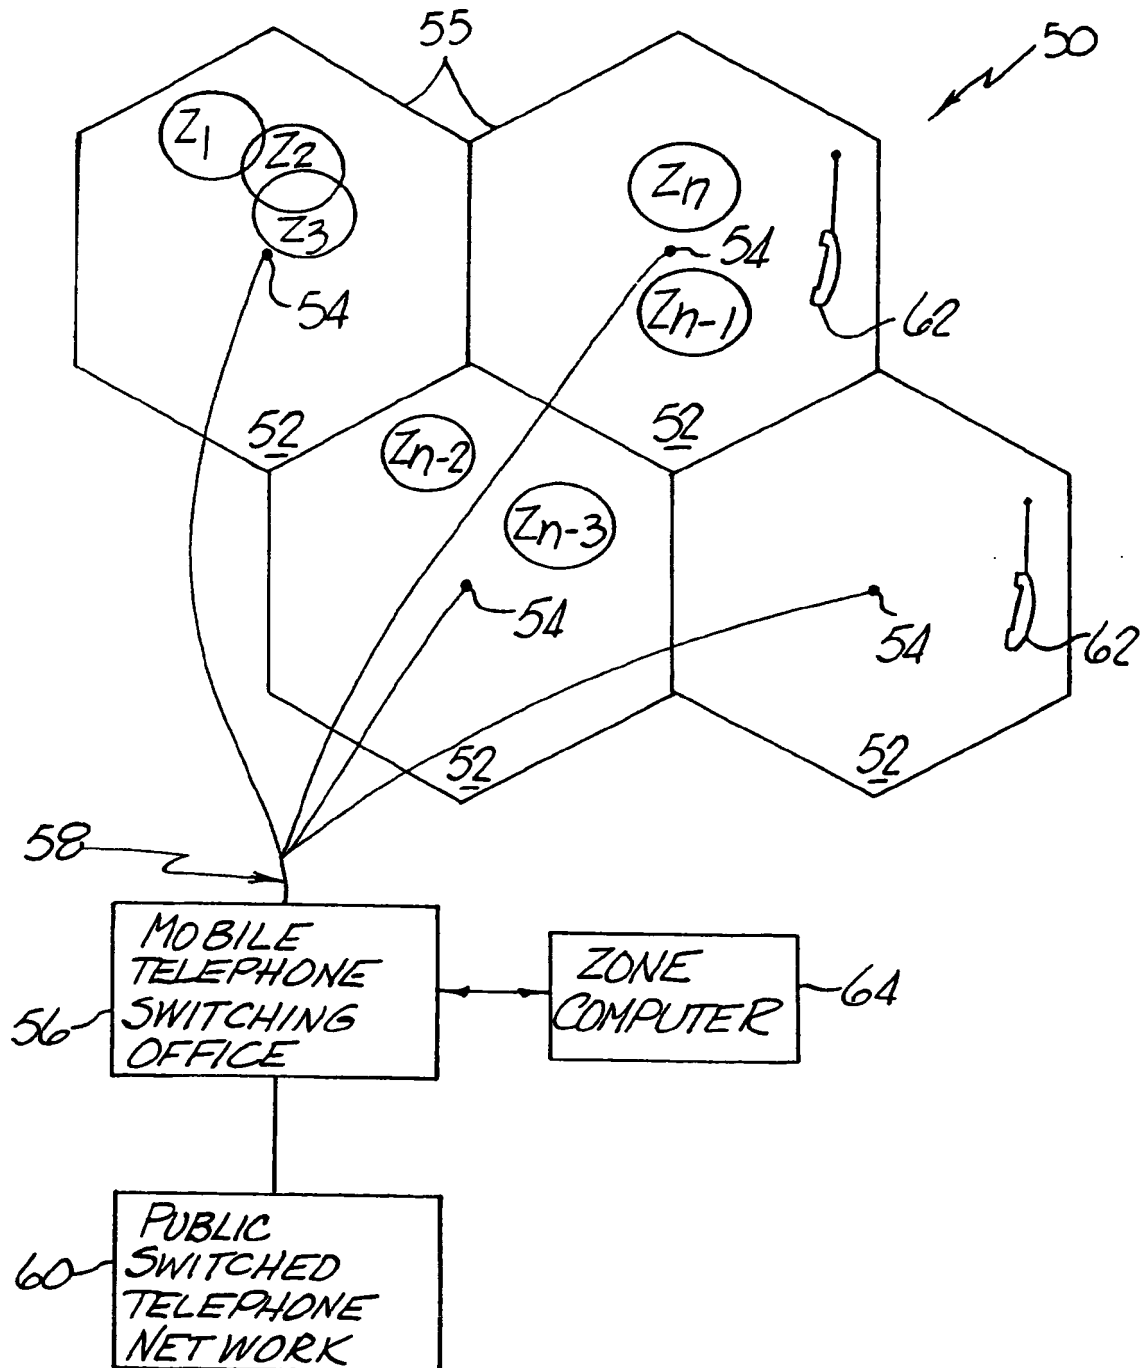 55
50
Z1
Z2
Z3
Zn
54
54
Zn-1
62
52
52
Zn-2
Zn-3
54
54
62
52
52
58
MOBILE
TELEPHONE
SWITCHING
OFFICE
56
ZONE
COMPUTER
64
PUBLIC
SWITCHED
TELEPHONE
NETWORK
60